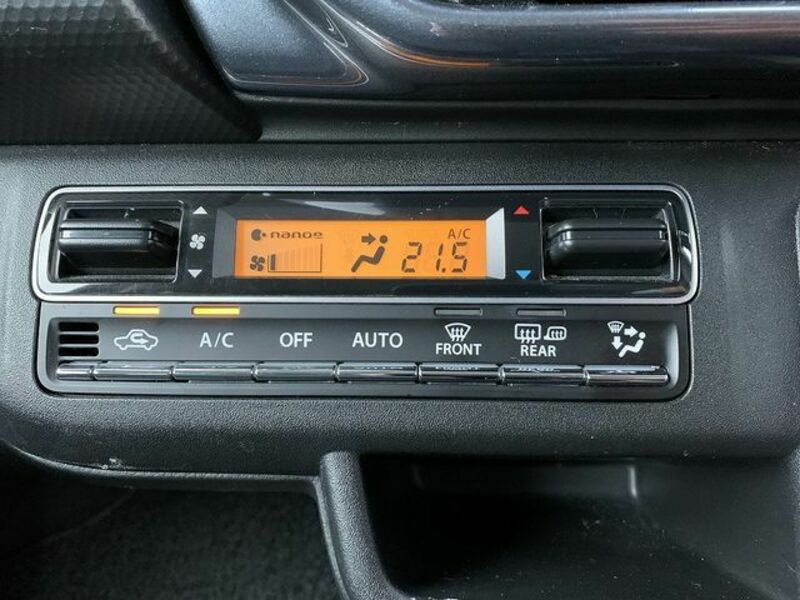 nanoe
A/C
21.5
A/C
OFF
AUTO
FRONT
REAR